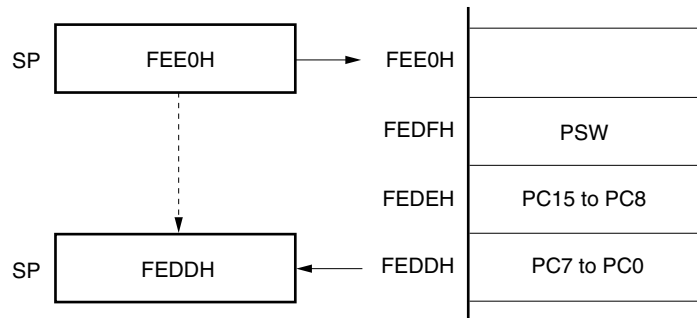 SP FEE0H FEE0H
FEDFH PSW
FEDEH PC15 to PC8
SP FEDDH FEDDH PC7 to PC0